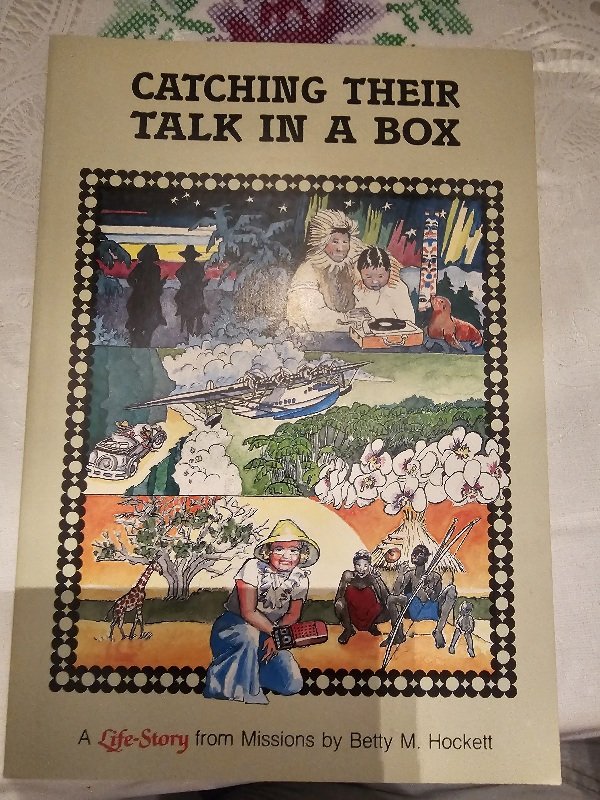 CATCHING THEIR
TALK IN A BOX
A Life-Story from Missions by Betty M. Hockett